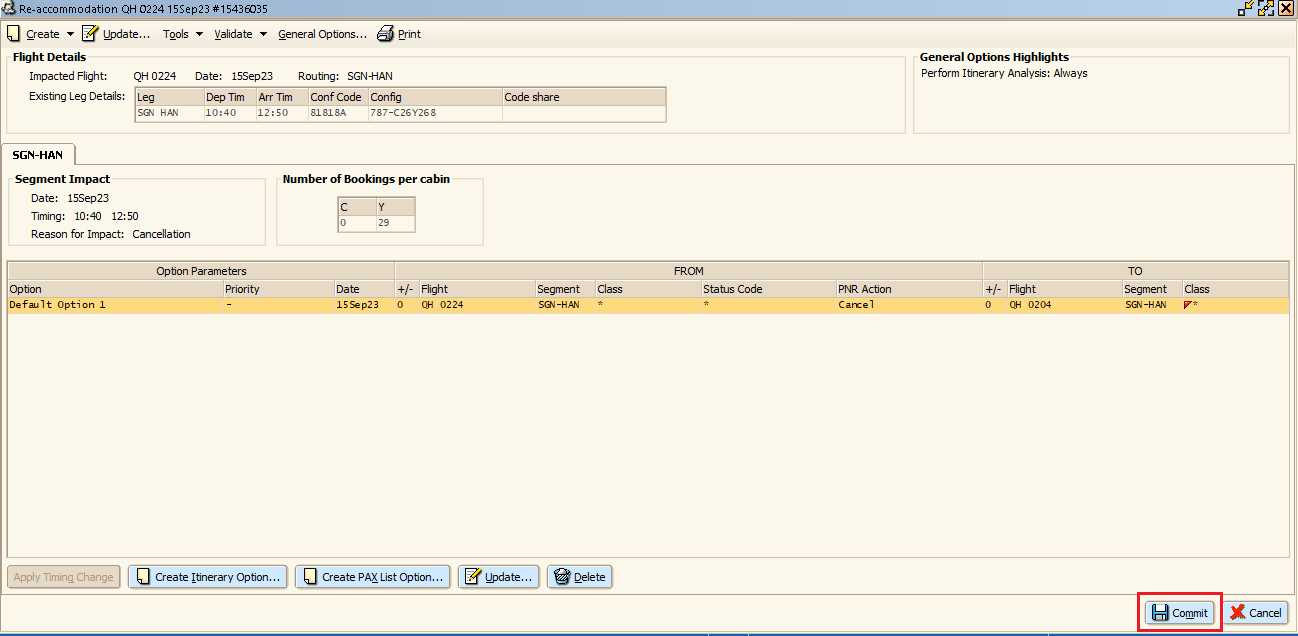 Re-accommodation QH 0224 15Sep23 #15436035
Create Update... Tools Validate General Options... Print
Flight Details
Impacted Flight: QH 0224 Date: 15Sep23 Routing: SGN-HAN
Existing Leg Details:
Leg Dep Tim Arr Tim Conf Code Config Code share
SGN HAN 10:40 12:50 81818A 787-C26Y268
General Options Highlights
Perform Itinerary Analysis: Always
SGN-HAN
Segment Impact
Date: 15Sep23
Timing: 10:40 12:50
Reason for Impact: Cancellation
Number of Bookings per cabin
C Y
0 29
Option Parameters FROM TO
Option Priority Date +/- Flight Segment Class Status Code PNR Action +/- Flight Segment Class
Default Option 1 - 15Sep23 0 QH 0224 SGN-HAN * * Cancel 0 QH 0204 SGN-HAN *
Apply Timing Change Create Itinerary Option... Create PAX List Option... Update... Delete
Commit Cancel